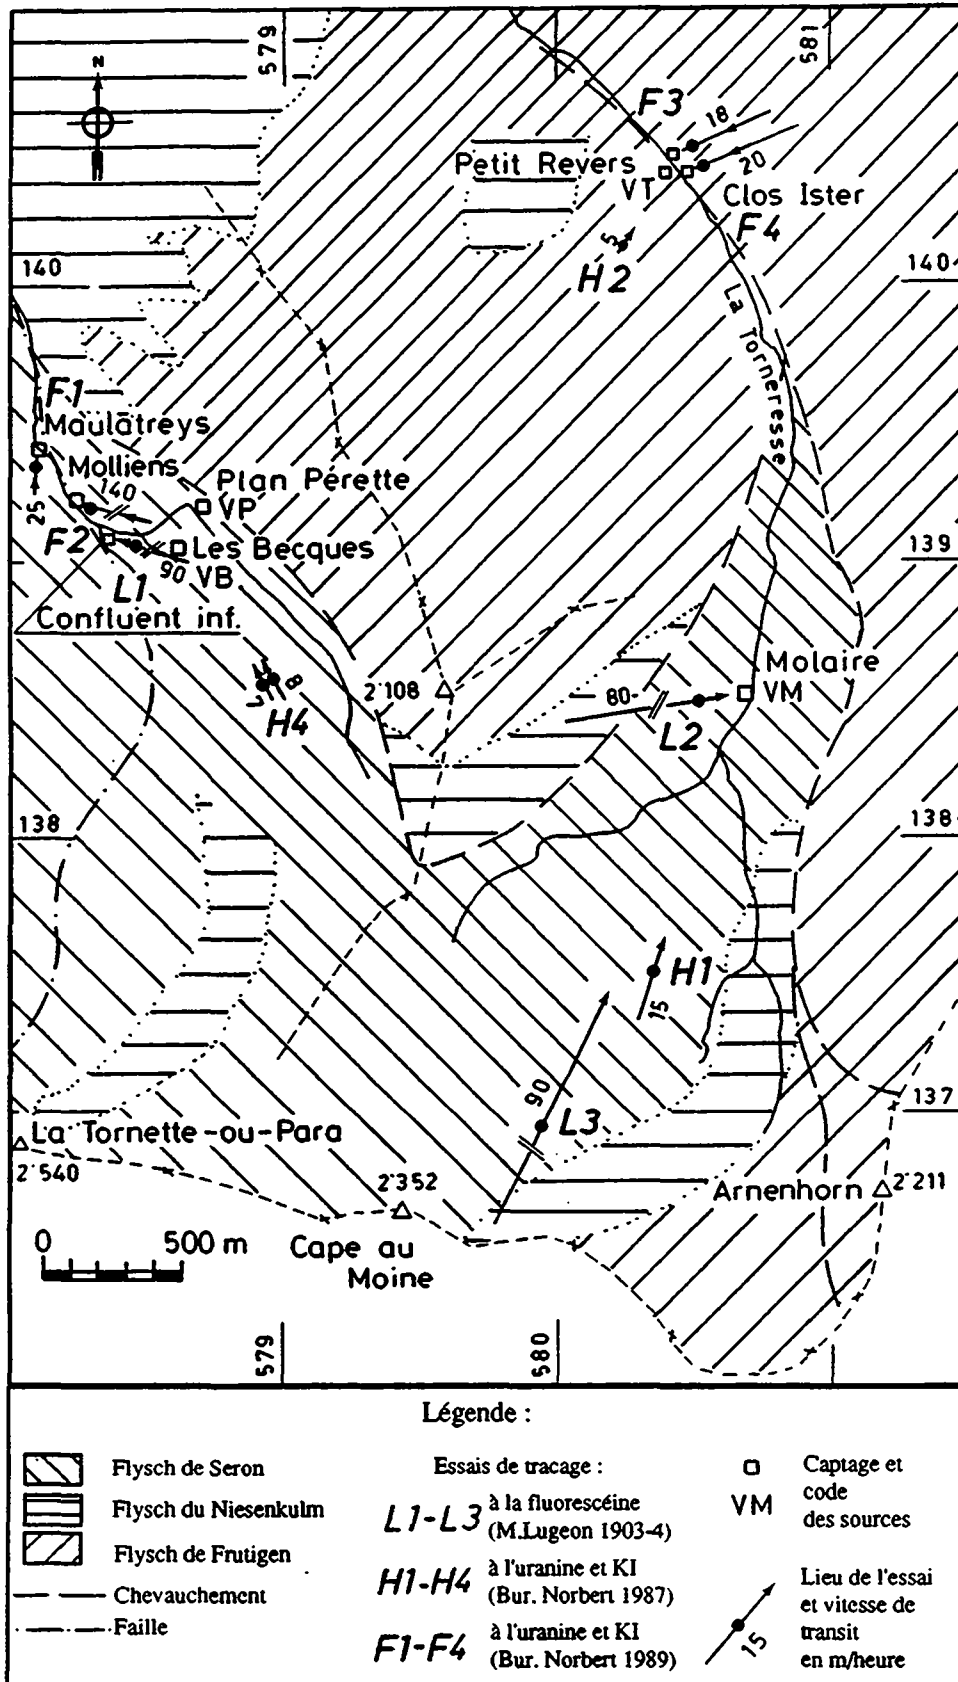 579
581
N
F3
18
Petit Revers
VT
20
Clos Ister
F4
5
H2
140
140
La Torneresse
F1
Maulatreys
Molliens
140
25
Plan Perette
VP
F2
Les Becques
90
VB
139
L1
Confluent inf.
Molaire
VM
2'108
80
L2
8
7
H4
138
138
H1
15
90
L3
137
La Tornette-ou-Para
2'540
2'352
Arnenhorn
2'211
0 500 m
Cape au
Moine
579
580
Légende :
Flysch de Seron
Flysch du Niesenkulm
Flysch de Frutigen
Chevauchement
Faille
Essais de tracage :
L1-L3 à la fluorescéine
(M.Lugeon 1903-4)
H1-H4 à l'uranine et KI
(Bur. Norbert 1987)
F1-F4 à l'uranine et KI
(Bur. Norbert 1989)
Captage et
VM code
des sources
Lieu de l'essai
et vitesse de
transit
15 en m/heure